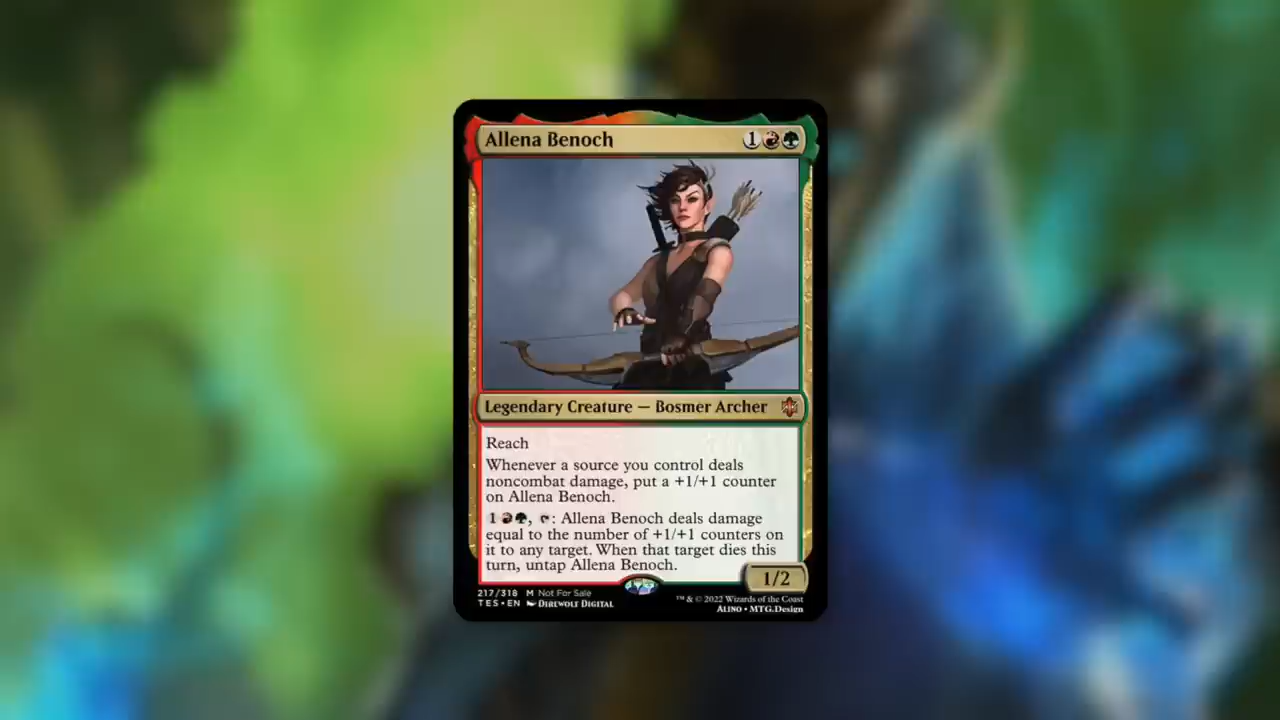 Allena Benoch 1
Legendary Creature — Bosmer Archer
Reach
Whenever a source you control deals
noncombat damage, put a +1/+1 counter
on Allena Benoch.
1 , : Allena Benoch deals damage
equal to the number of +1/+1 counters on
it to any target. When that target dies this
turn, untap Allena Benoch.
1/2
217/318 M Not For Sale
TES • EN DIREWOLF DIGITAL
™ & © 2022 Wizards of the Coast
ALINO • MTG.DESIGN